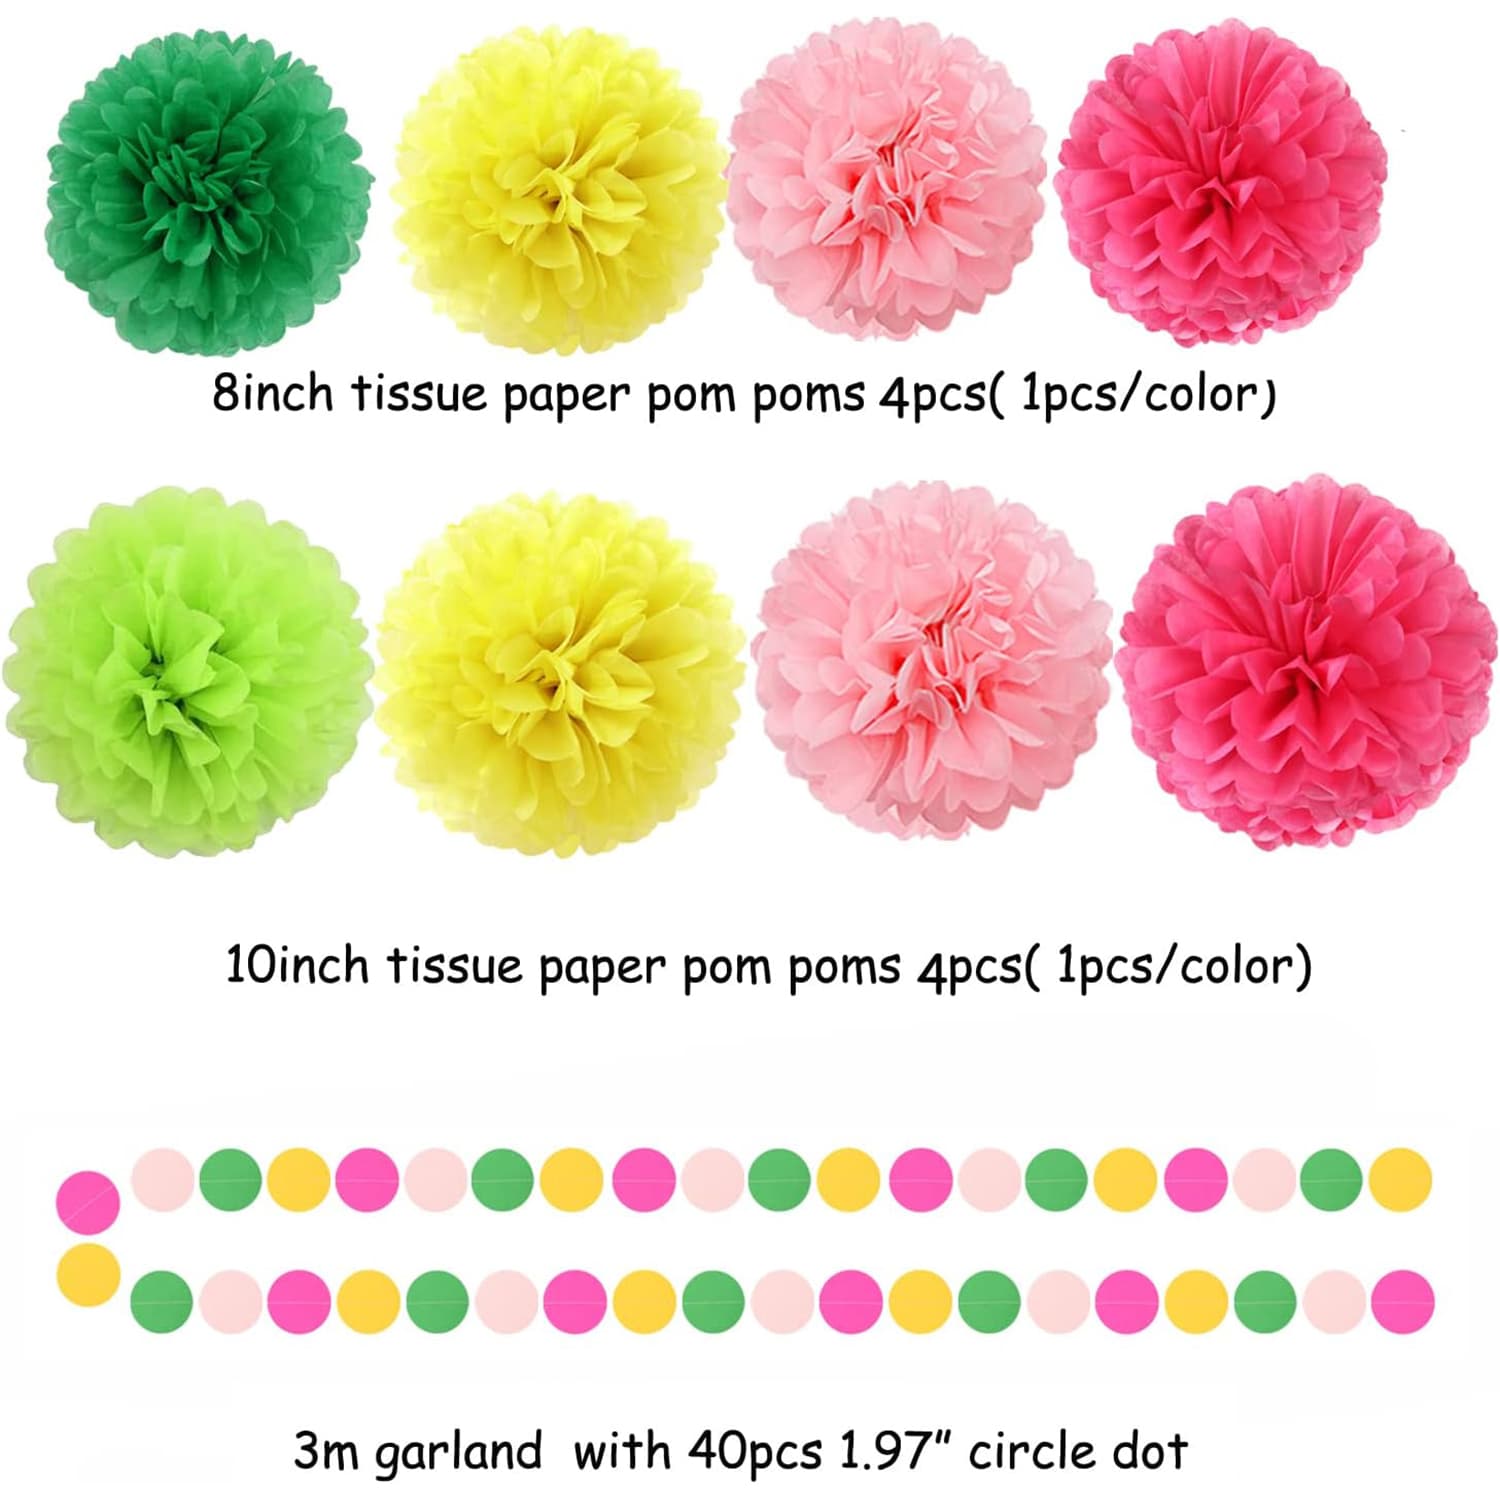 8inch tissue paper pom poms 4pcs( 1pcs/color)
10inch tissue paper pom poms 4pcs( 1pcs/color)
3m garland with 40pcs 1.97" circle dot